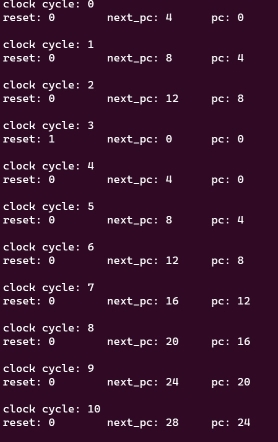 clock cycle: 0
reset: 0 next_pc: 4 pc: 0
clock cycle: 1
reset: 0 next_pc: 8 pc: 4
clock cycle: 2
reset: 0 next_pc: 12 pc: 8
clock cycle: 3
reset: 1 next_pc: 0 pc: 0
clock cycle: 4
reset: 0 next_pc: 4 pc: 0
clock cycle: 5
reset: 0 next_pc: 8 pc: 4
clock cycle: 6
reset: 0 next_pc: 12 pc: 8
clock cycle: 7
reset: 0 next_pc: 16 pc: 12
clock cycle: 8
reset: 0 next_pc: 20 pc: 16
clock cycle: 9
reset: 0 next_pc: 24 pc: 20
clock cycle: 10
reset: 0 next_pc: 28 pc: 24